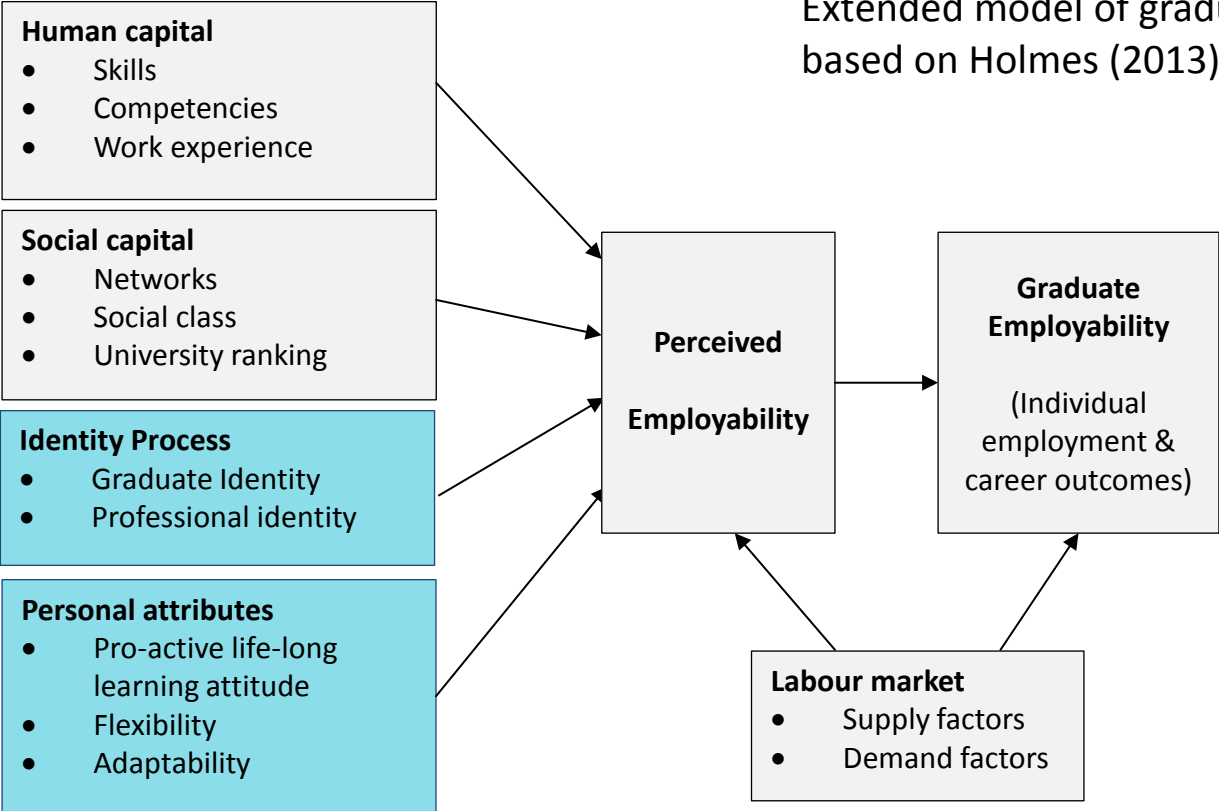 Extended model of gradu
based on Holmes (2013)
Human capital
• Skills
• Competencies
• Work experience
Social capital
• Networks
• Social class
• University ranking
Identity Process
• Graduate Identity
• Professional identity
Personal attributes
• Pro-active life-long
learning attitude
• Flexibility
• Adaptability
Perceived
Employability
Graduate
Employability
(Individual
employment &
career outcomes)
Labour market
• Supply factors
• Demand factors